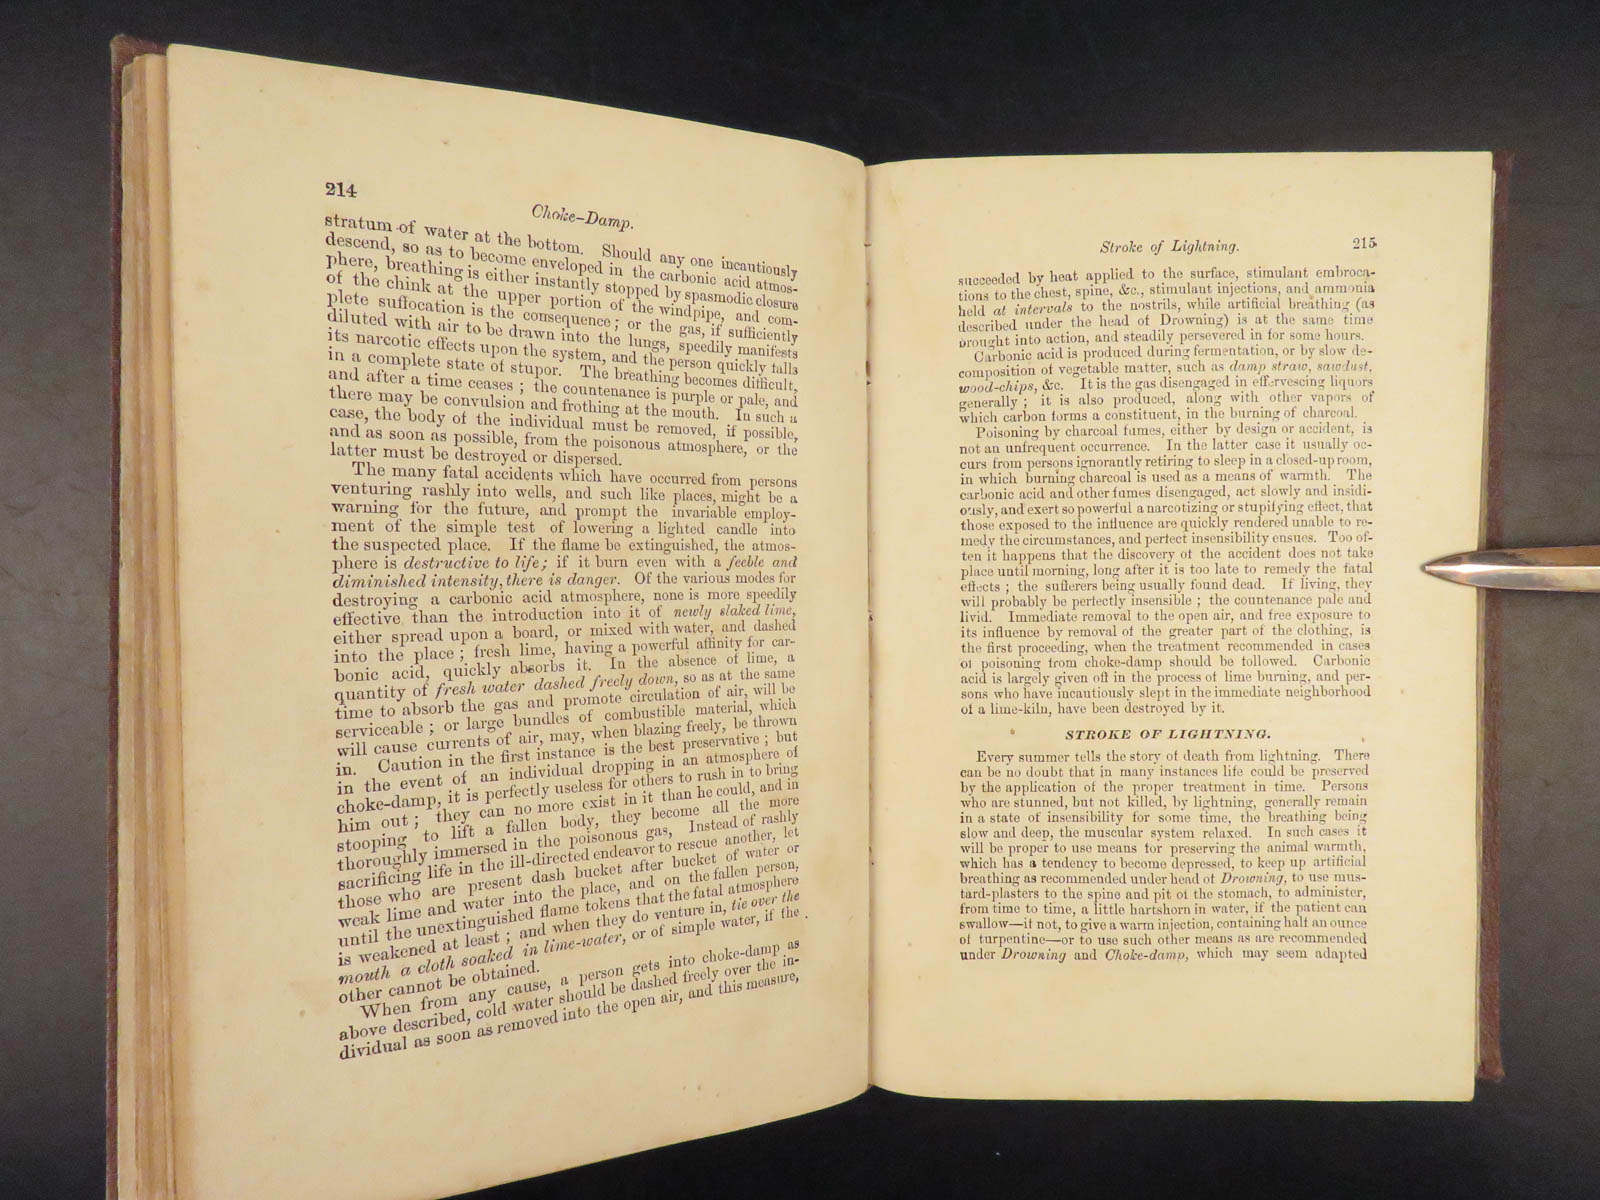 214
Choke-Damp.
stratum of water at the bottom. Should any one incautiously
descend, so as to become enveloped in the carbonic acid atmos-
phere, breathing is either instantly stopped by spasmodic closure
of the chink at the upper portion of the windpipe, and com-
plete suffocation is the consequence; or the gas, if sufficiently
diluted with air to be drawn into the lungs, speedily manifests
its narcotic effects upon the system, and the person quickly falls
in a complete state of stupor. The breathing becomes difficult,
and after a time ceases; the countenance is purple or pale, and
there may be convulsion and frothing at the mouth. In such a
case, the body of the individual must be removed, if possible,
and as soon as possible, from the poisonous atmosphere, or the
latter must be destroyed or dispersed.
The many fatal accidents which have occurred from persons
venturing rashly into wells, and such like places, might be a
warning for the future, and prompt the invariable employ-
ment of the simple test of lowering a lighted candle into
the suspected place. If the flame be extinguished, the atmos-
phere is destructive to life; if it burn even with a feeble and
diminished intensity, there is danger. Of the various modes for
destroying a carbonic acid atmosphere, none is more speedily
effective than the introduction into it of newly slaked lime,
either spread upon a board, or mixed with water, and dashed
into the place; fresh lime, having a powerful affinity for car-
bonic acid, quickly absorbs it. In the absence of lime, a
quantity of fresh water dashed freely down, so as at the same
time to absorb the gas and promote circulation of air, will be
serviceable; or large bundles of combustible material, which
will cause currents of air, may, when blazing freely, be thrown
in. Caution in the first instance is the best preservative; but
in the event of an individual dropping in an atmosphere of
choke-damp, it is perfectly useless for others to rush in to bring
him out; they can no more exist in it than he could, and in
stooping to lift a fallen body, they become all the more
thoroughly immersed in the poisonous gas, Instead of rashly
sacrificing life in the ill-directed endeavor to rescue another, let
those who are present dash bucket after bucket of water or
weak lime and water into the place, and on the fallen person,
until the unextinguished flame tokens that the fatal atmosphere
is weakened at least; and when they do venture in, tie over the
mouth a cloth soaked in lime-water, or of simple water, if the
other cannot be obtained.
When from any cause, a person gets into choke-damp as
above described, cold water should be dashed freely over the in-
dividual as soon as removed into the open air, and this measure,
Stroke of Lightning.
215
succeeded by heat applied to the surface, stimulant embroca-
tions to the chest, spine, &c., stimulant injections, and ammonia
held at intervals to the nostrils, while artificial breathing (as
described under the head of Drowning) is at the same time
brought into action, and steadily persevered in for some hours.
Carbonic acid is produced during fermentation, or by slow de-
composition of vegetable matter, such as damp straw, sawdust,
wood-chips, &c. It is the gas disengaged in effervescing liquors
generally; it is also produced, along with other vapors of
which carbon forms a constituent, in the burning of charcoal.
Poisoning by charcoal fumes, either by design or accident, is
not an unfrequent occurrence. In the latter case it usually oc-
curs from persons ignorantly retiring to sleep in a closed-up room,
in which burning charcoal is used as a means of warmth. The
carbonic acid and other fumes disengaged, act slowly and insidi-
ously, and exert so powerful a narcotizing or stupifying effect, that
those exposed to the influence are quickly rendered unable to re-
medy the circumstances, and perfect insensibility ensues. Too of-
ten it happens that the discovery of the accident does not take
place until morning, long after it is too late to remedy the fatal
effects; the sufferers being usually found dead. If living, they
will probably be perfectly insensible; the countenance pale and
livid. Immediate removal to the open air, and free exposure to
its influence by removal of the greater part of the clothing, is
the first proceeding, when the treatment recommended in cases
of poisoning from choke-damp should be followed. Carbonic
acid is largely given off in the process of lime burning, and per-
sons who have incautiously slept in the immediate neighborhood
of a lime-kiln, have been destroyed by it.
STROKE OF LIGHTNING.
Every summer tells the story of death from lightning. There
can be no doubt that in many instances life could be preserved
by the application of the proper treatment in time. Persons
who are stunned, but not killed, by lightning, generally remain
in a state of insensibility for some time, the breathing being
slow and deep, the muscular system relaxed. In such cases it
will be proper to use means for preserving the animal warmth,
which has a tendency to become depressed, to keep up artificial
breathing as recommended under head of Drowning, to use mus-
tard-plasters to the spine and pit of the stomach, to administer,
from time to time, a little hartshorn in water, if the patient can
swallow—if not, to give a warm injection, containing half an ounce
of turpentine—or to use such other means as are recommended
under Drowning and Choke-damp, which may seem adapted